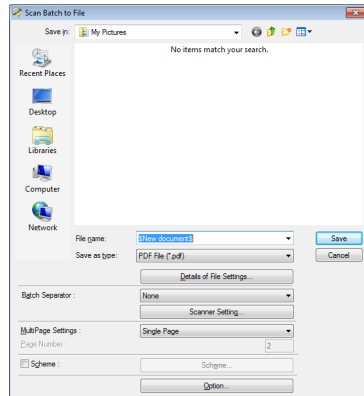 Scan Batch to File
Save in: My Pictures
No items match your search.
Recent Places
Desktop
Libraries
Computer
Network
File name: $New document$ Save
Save as type: PDF File (*.pdf) Cancel
Details of File Settings...
Batch Separator: None
Scanner Setting...
MultiPage Settings : Single Page
Page Number : 2
Scheme : Scheme...
Option...